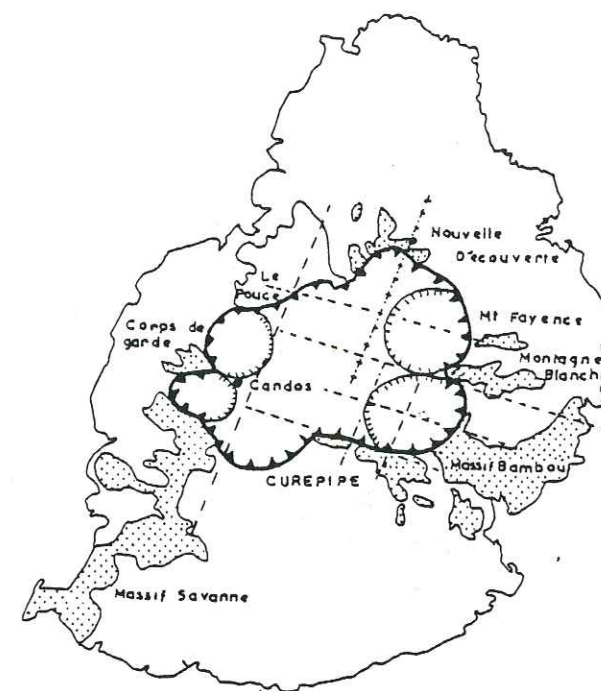 Nouvelle
Découverte
Le
Pouce
Mt Fayence
Corps de
garde
Montagne
Blanch
Candos
Massif Bambou
CUREPIPE
Massif Savanne